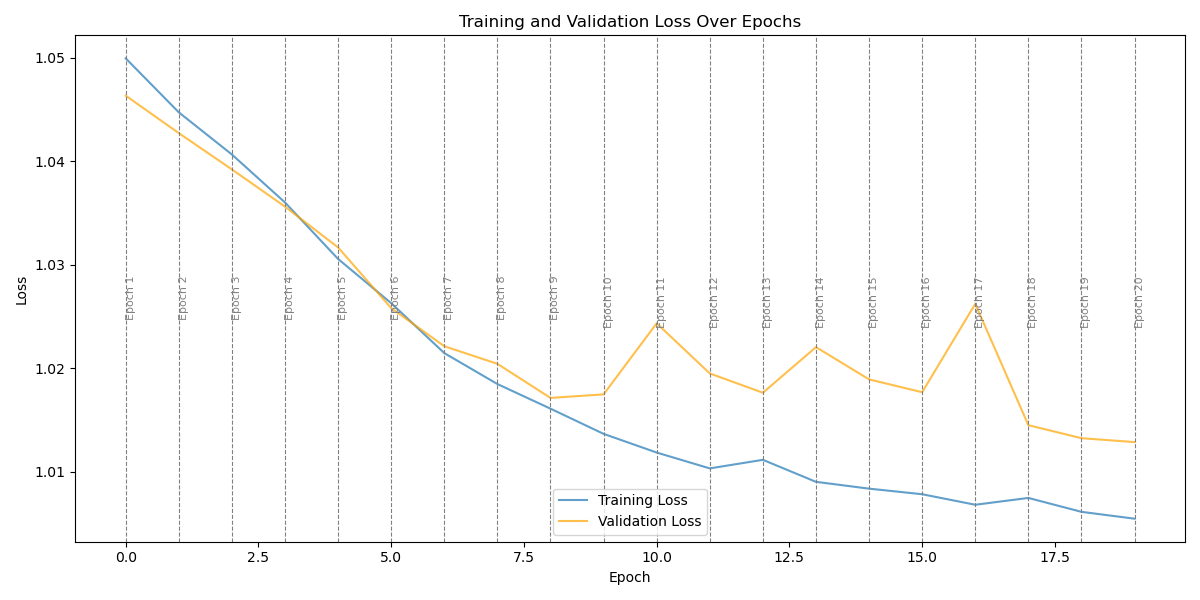 Training and Validation Loss Over Epochs
1.05
1.04
1.03
1.02
1.01
Loss
Epoch 1
Epoch 2
Epoch 3
Epoch 4
Epoch 5
Epoch 6
Epoch 7
Epoch 8
Epoch 9
Epoch 10
Epoch 11
Epoch 12
Epoch 13
Epoch 14
Epoch 15
Epoch 16
Epoch 17
Epoch 18
Epoch 19
Epoch 20
Training Loss
Validation Loss
0.0
2.5
5.0
7.5
10.0
12.5
15.0
17.5
Epoch